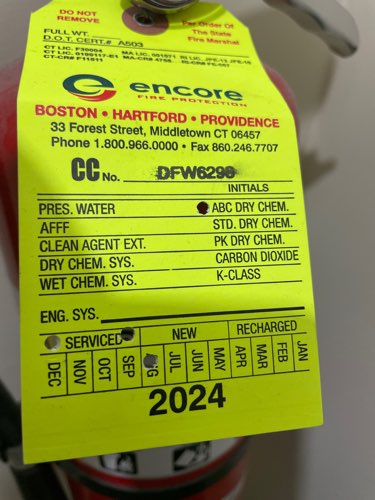 DO NOT
REMOVE
Per Order of
The State
Fire Marshal
FULL WT.
D.O.T. CERT.# A503
encore
FIRE PROTECTION
BOSTON • HARTFORD • PROVIDENCE
33 Forest Street, Middletown CT 06457
Phone 1.800.966.0000 • Fax 860.246.7707
CC No. DFW6290
INITIALS
PRES. WATER
ABC DRY CHEM.
AFFF
STD. DRY CHEM.
CLEAN AGENT EXT.
PK DRY CHEM.
DRY CHEM. SYS.
CARBON DIOXIDE
WET CHEM. SYS.
K-CLASS
ENG. SYS.
SERVICED
NEW
RECHARGED
DEC NOV OCT SEP JUL JUN MAY APR MAR FEB JAN
2024